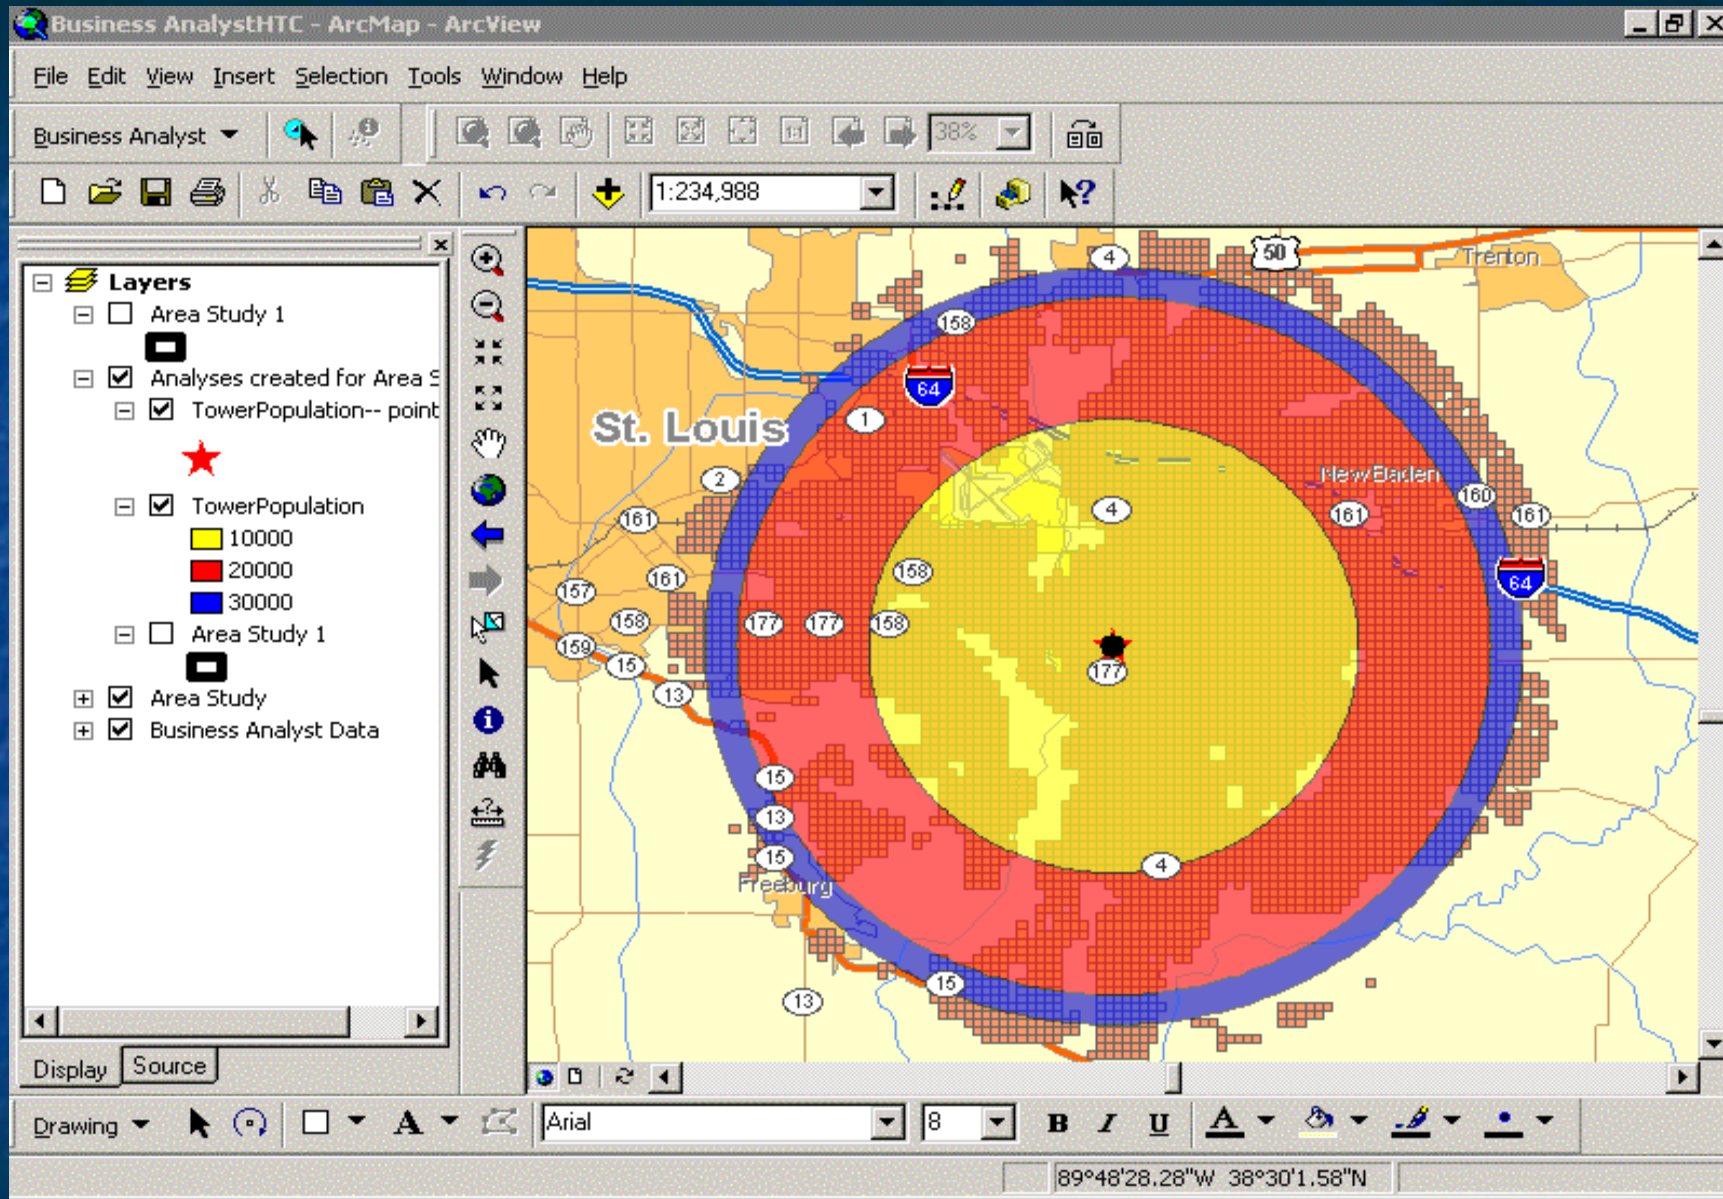 Business AnalystHTC - ArcMap - ArcView
File Edit View Insert Selection Tools Window Help
Business Analyst
1:1
38%
1:234,988
Layers
Area Study 1
Analyses created for Area S
TowerPopulation-- point
TowerPopulation
10000
20000
30000
Area Study 1
Area Study
Business Analyst Data
Display Source
4
50
Trenton
158
64
1
St. Louis
2
New Baden
160
161
4
161
161
158
64
161
157
158
177
177
158
159
15
177
13
15
13
15
4
Freeburg
15
13
Drawing
A
Arial
8
B I U A
89°48'28.28"W 38°30'1.58"N